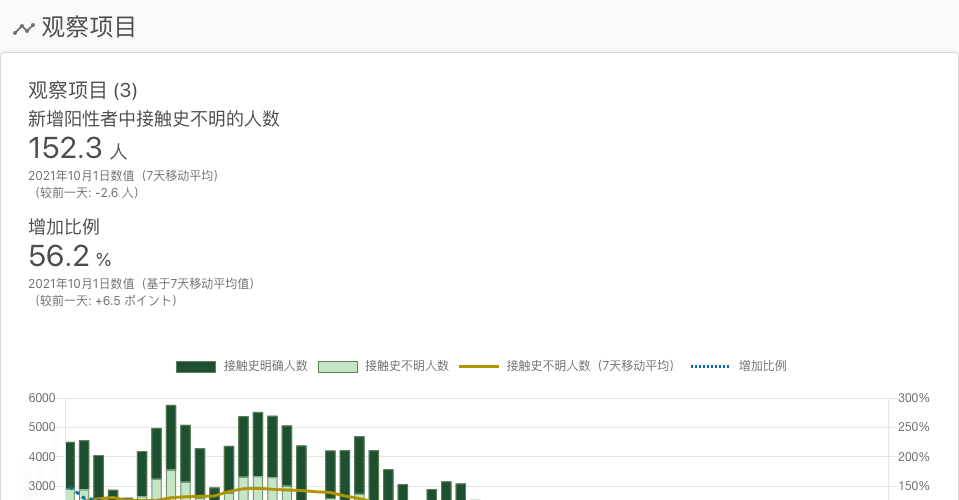 观察项目
观察项目 (3)
新增阳性者中接触史不明的人数
152.3 人
2021年10月1日数值（7天移动平均）
（较前一天: -2.6 人）
增加比例
56.2 %
2021年10月1日数值（基于7天移动平均值）
（较前一天: +6.5 ポイント）
接触史明确人数 接触史不明人数 接触史不明人数（7天移动平均） 增加比例
6000 300%
5000 250%
4000 200%
3000 150%